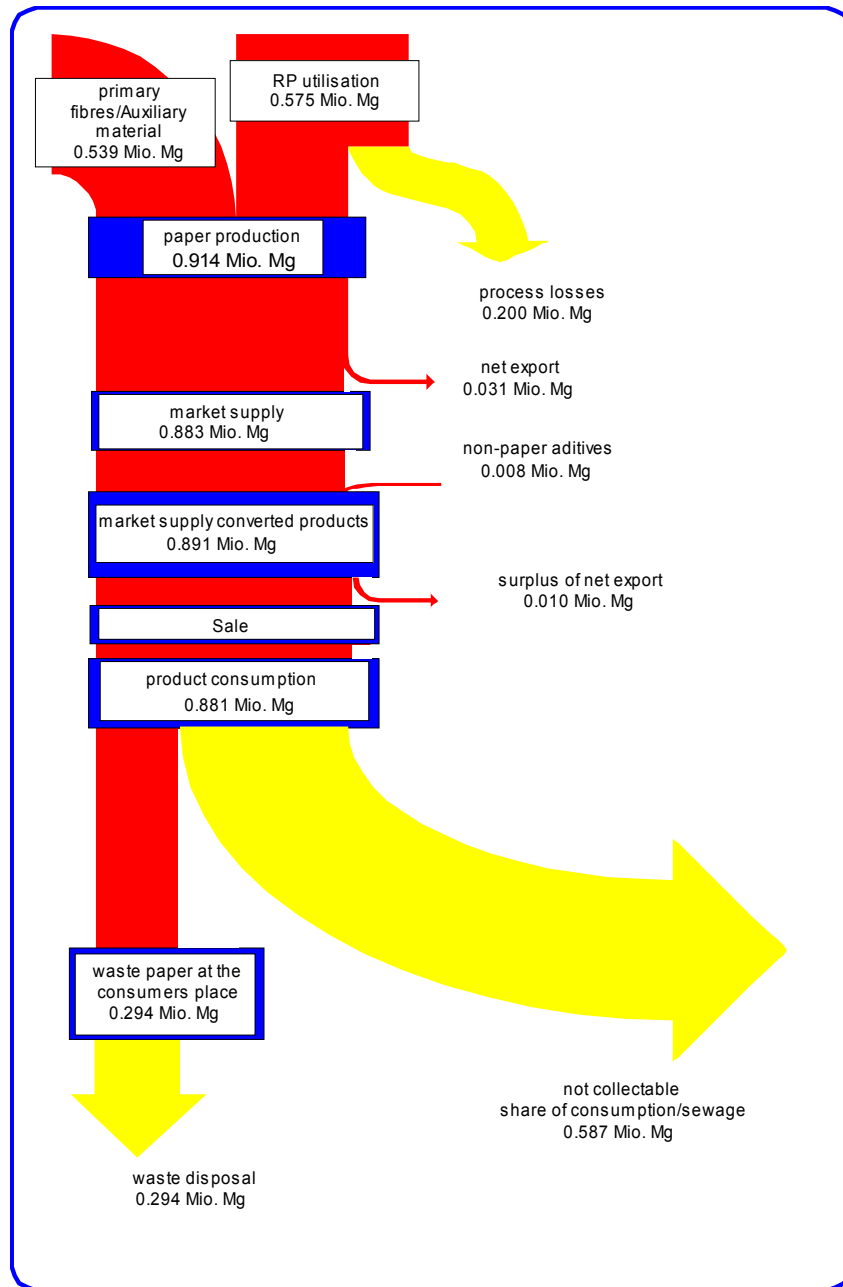 primary
fibres/Auxiliary
material
0.539 Mio. Mg
RP utilisation
0.575 Mio. Mg
paper production
0.914 Mio. Mg
process losses
0.200 Mio. Mg
net export
0.031 Mio. Mg
market supply
0.883 Mio. Mg
non-paper aditives
0.008 Mio. Mg
market supply converted products
0.891 Mio. Mg
surplus of net export
0.010 Mio. Mg
Sale
product consumption
0.881 Mio. Mg
waste paper at the
consumers place
0.294 Mio. Mg
not collectable
share of consumption/sewage
0.587 Mio. Mg
waste disposal
0.294 Mio. Mg